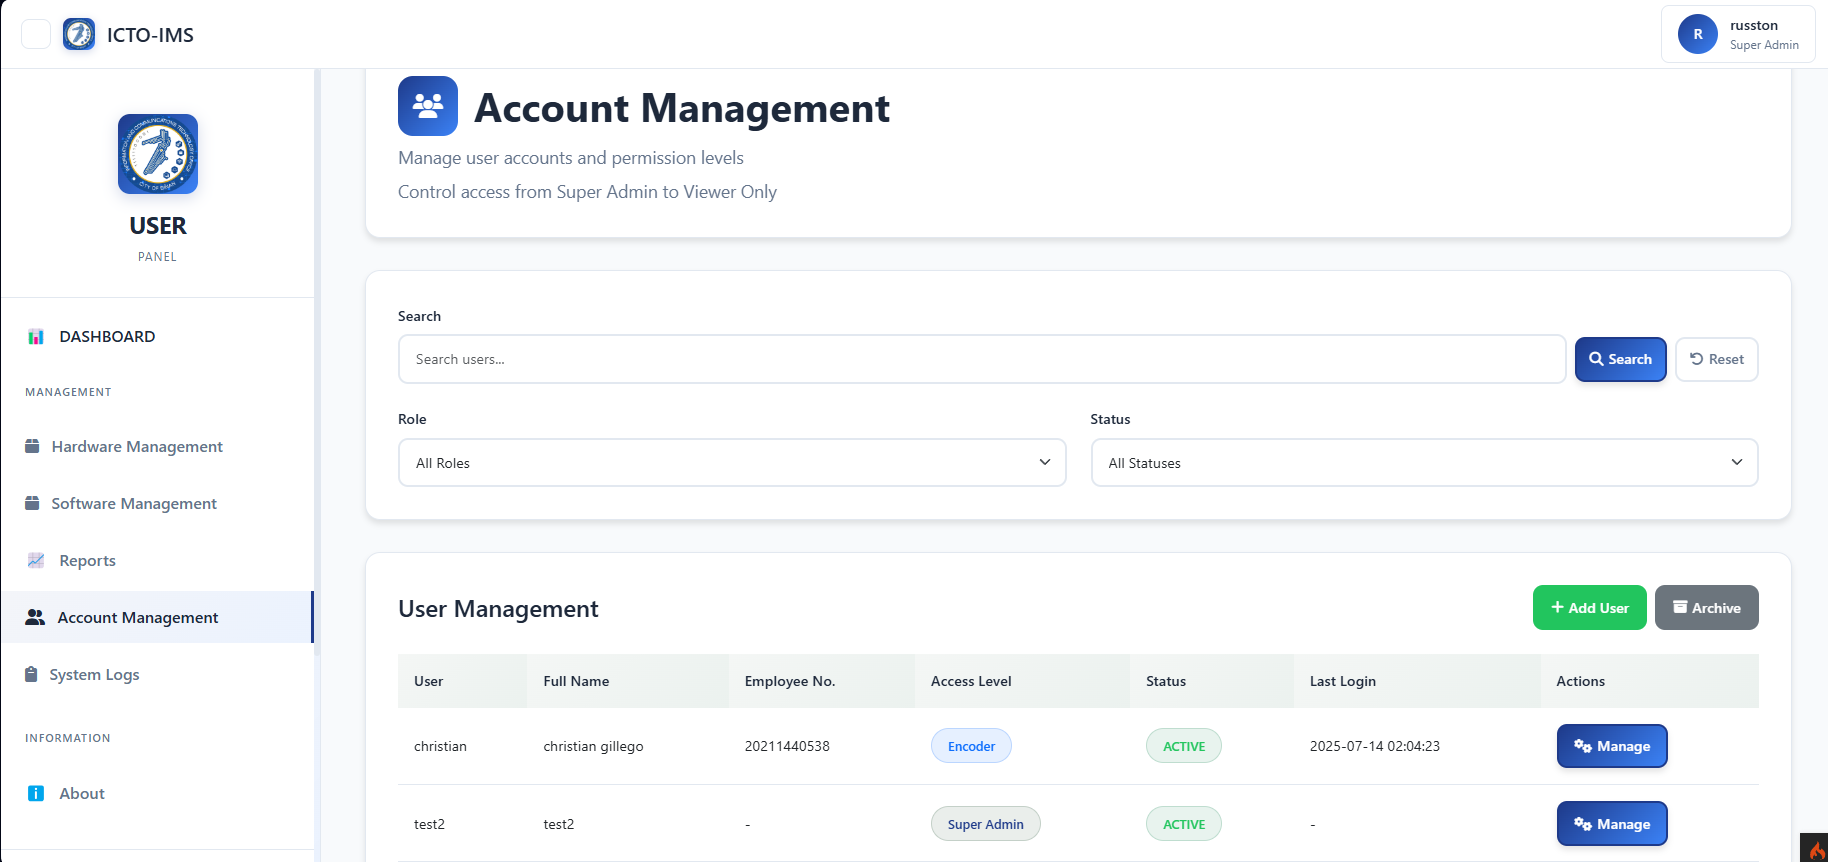 ICTO-IMS
R
russton
Super Admin
USER
PANEL
DASHBOARD
MANAGEMENT
Hardware Management
Software Management
Reports
Account Management
System Logs
INFORMATION
About
Account Management
Manage user accounts and permission levels
Control access from Super Admin to Viewer Only
Search
Search users...
Search
Reset
Role
Status
All Roles
All Statuses
User Management
Add User
Archive
User Full Name Employee No. Access Level Status Last Login Actions
christian christian gillego 20211440538 Encoder ACTIVE 2025-07-14 02:04:23 Manage
test2 test2 - Super Admin ACTIVE - Manage